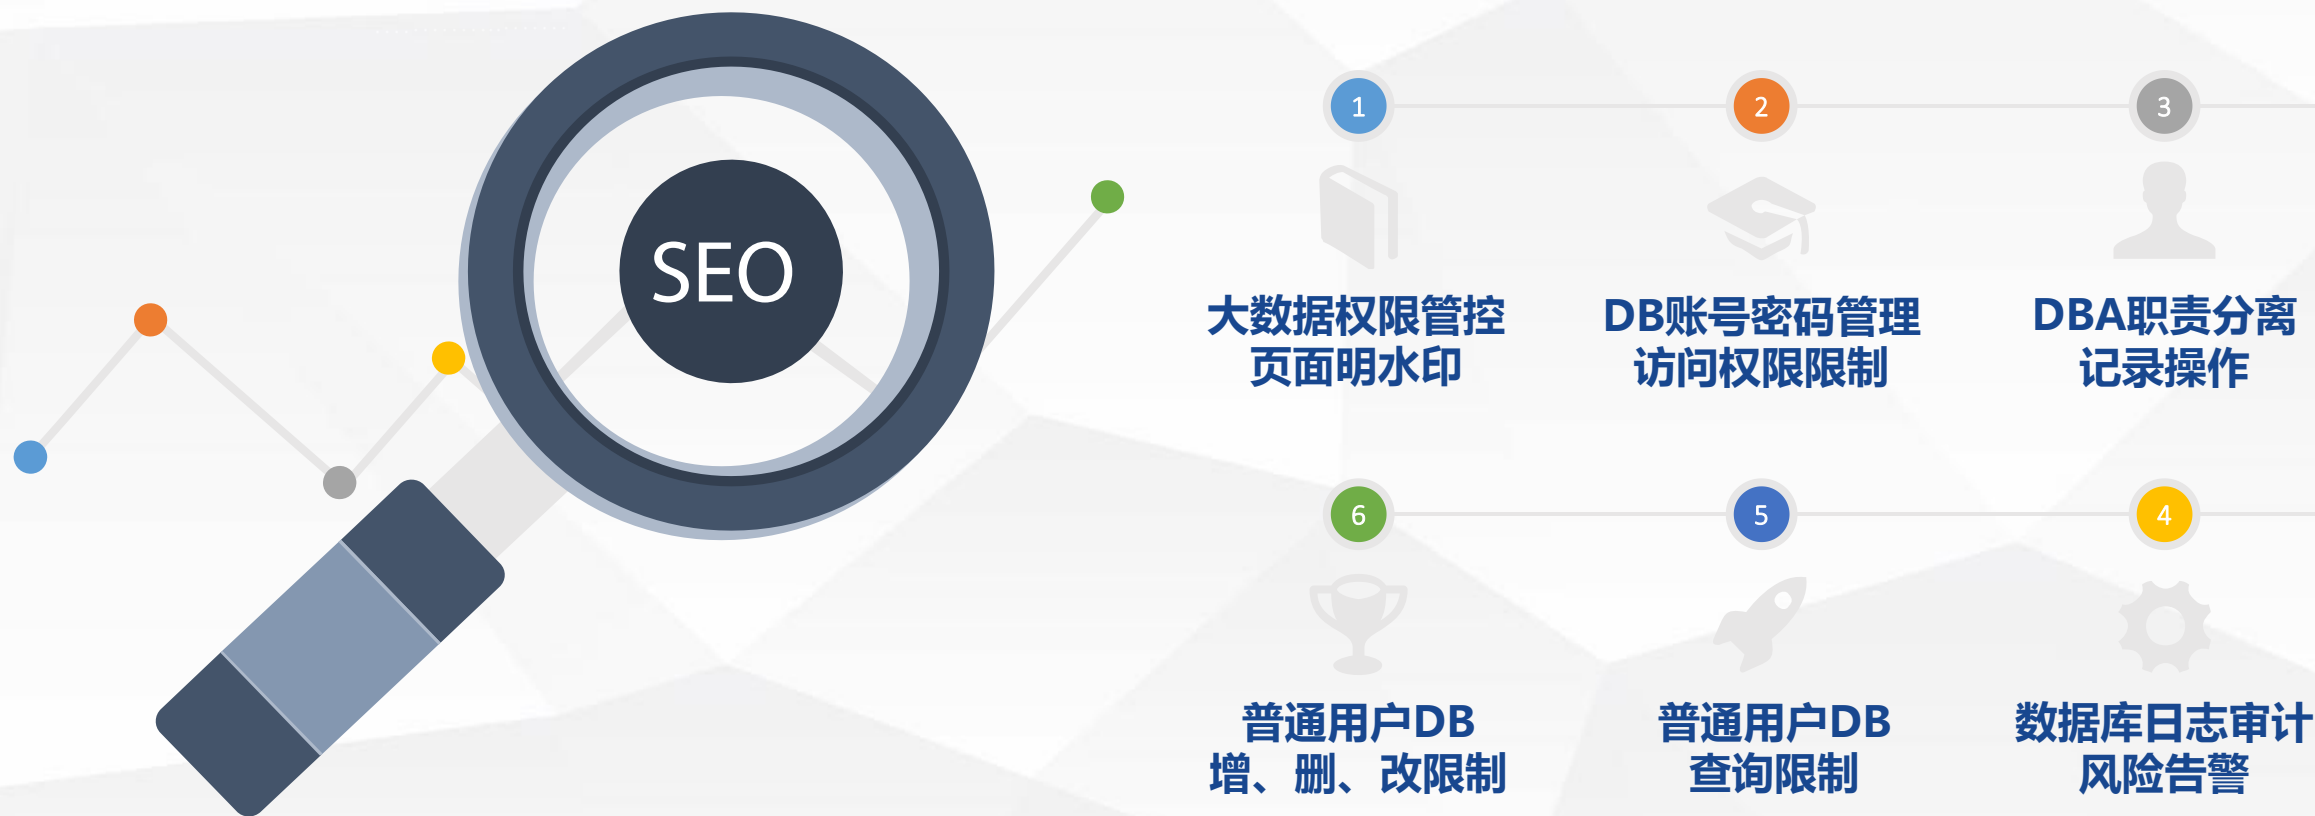 SEO
1
大数据权限管控
页面明水印
2
DB账号密码管理
访问权限限制
3
DBA职责分离
记录操作
6
普通用户DB
增、删、改限制
5
普通用户DB
查询限制
4
数据库日志审计
风险告警